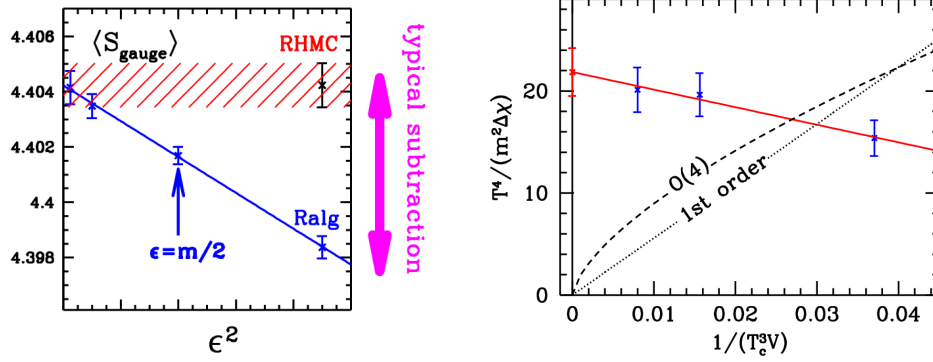 4.406
4.404
4.402
4.4
4.398
⟨S_gauge⟩
RHMC
Ralg
ϵ=m/2
ϵ²
typical subtraction
T⁴/(m²Δχ)
20
10
0
O(4)
1st order
0
0.01
0.02
0.03
0.04
1/(T_c³V)